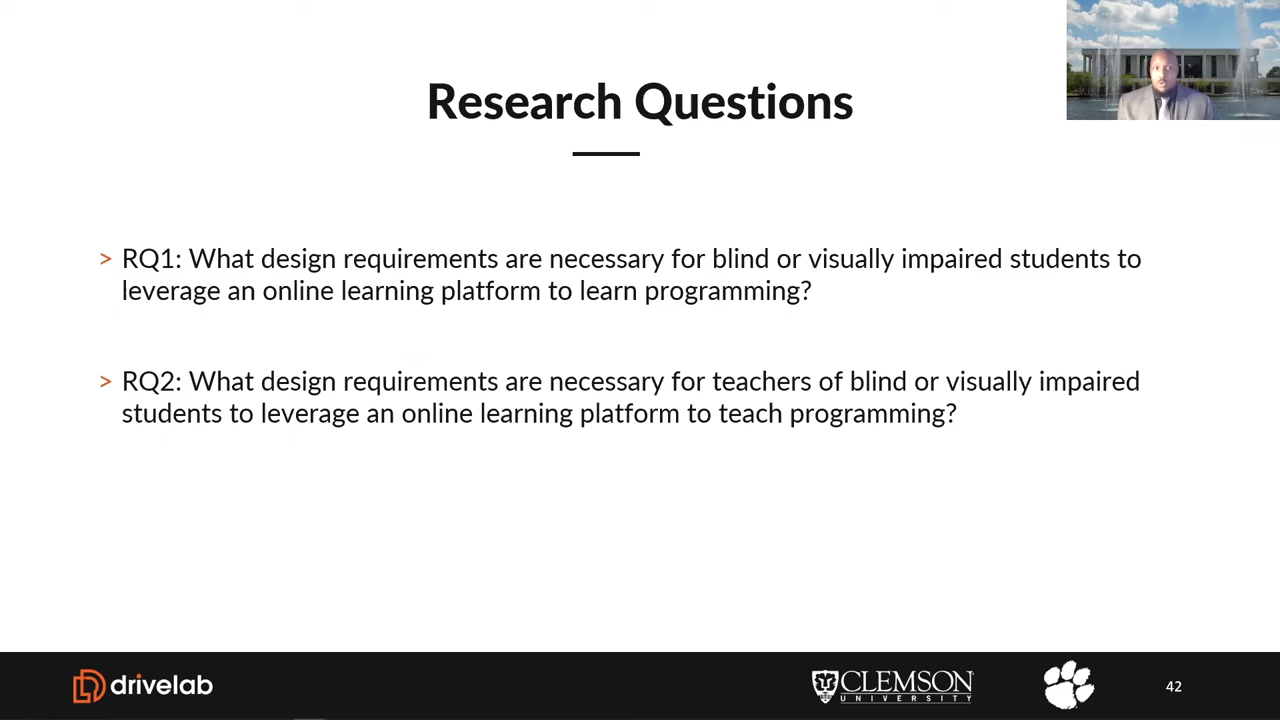 Research Questions
> RQ1: What design requirements are necessary for blind or visually impaired students to
leverage an online learning platform to learn programming?
> RQ2: What design requirements are necessary for teachers of blind or visually impaired
students to leverage an online learning platform to teach programming?
drivelab
CLEMSON
UNIVERSITY
42